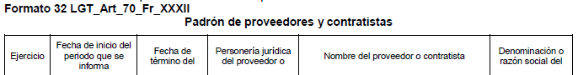 Formato 32 LGT_Art_70_Fr_XXXII
Padrón de proveedores y contratistas
Ejercicio
Fecha de inicio del
periodo que se
informa
Fecha de
término del
Personería jurídica
del proveedor o
Nombre del proveedor o contratista
Denominación o
razón social del